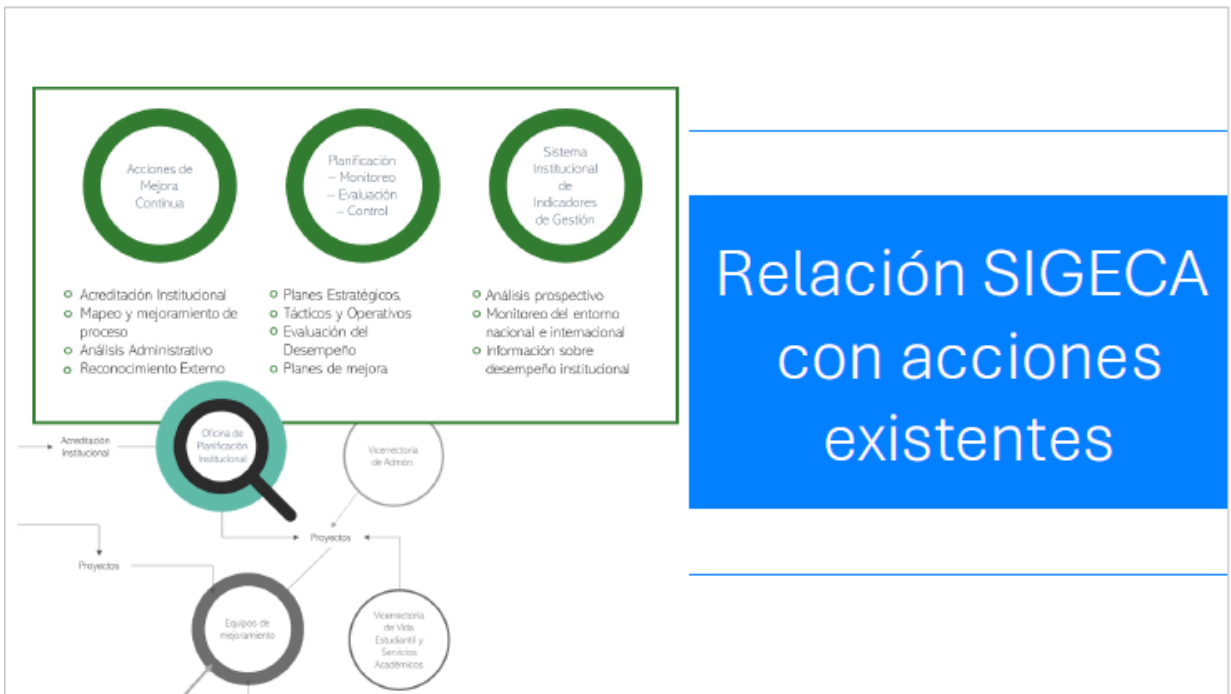 Acciones de
Mejora
Continua
Planificación
– Monitoreo
– Evaluación
– Control
Sistema
Institucional
de
Indicadores
de Gestión
Acreditación Institucional
Mapeo y mejoramiento de
proceso
Análisis Administrativo
Reconocimiento Externo
Planes Estratégicos,
Tácticos y Operativos
Evaluación del
Desempeño
Planes de mejora
Análisis prospectivo
Monitoreo del entorno
nacional e internacional
Información sobre
desempeño institucional
Relación SIGECA
con acciones
existentes
Acreditación
Institucional
Oficina de
Planificación
Institucional
Vicerrectoría
de Admón.
Proyectos
Proyectos
Equipos de
mejoramiento
Vicerrectoría
de Vida
Estudiantil y
Servicios
Académicos